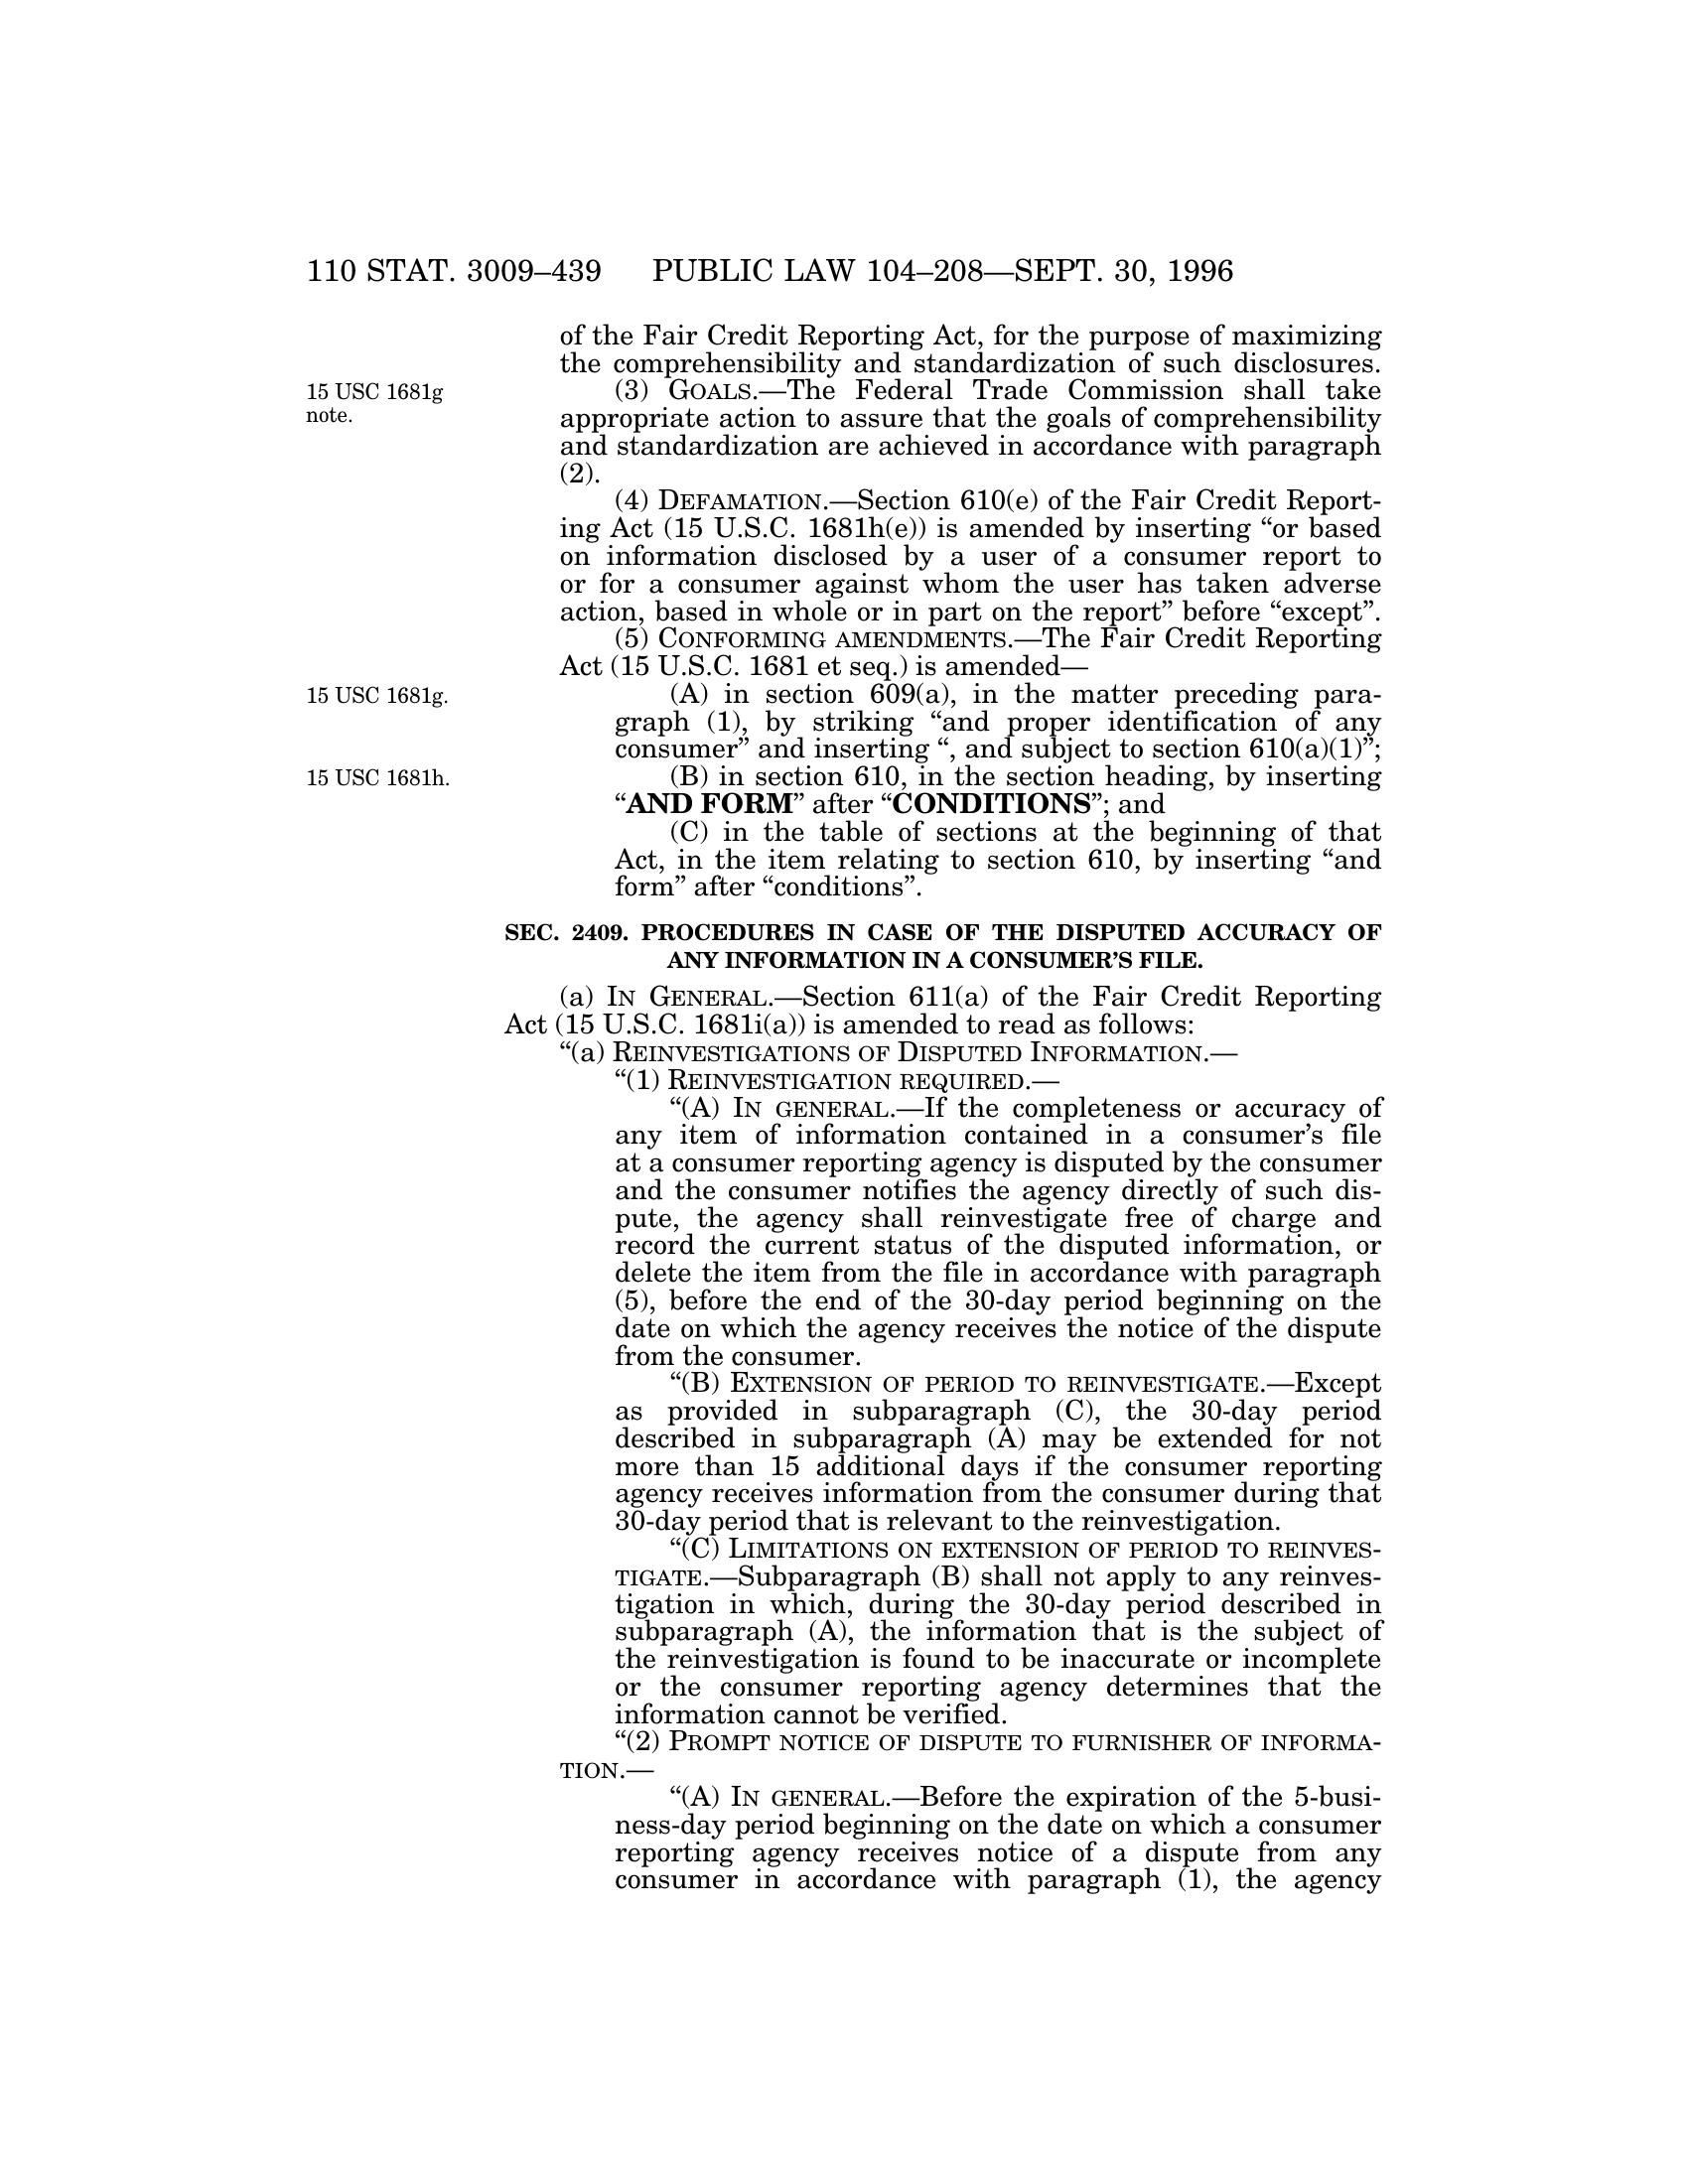 110 STAT. 3009–439 PUBLIC LAW 104–208—SEPT. 30, 1996
of the Fair Credit Reporting Act, for the purpose of maximizing
the comprehensibility and standardization of such disclosures.
15 USC 1681g
note.
(3) GOALS.—The Federal Trade Commission shall take
appropriate action to assure that the goals of comprehensibility
and standardization are achieved in accordance with paragraph
(2).
(4) DEFAMATION.—Section 610(e) of the Fair Credit Report-
ing Act (15 U.S.C. 1681h(e)) is amended by inserting “or based
on information disclosed by a user of a consumer report to
or for a consumer against whom the user has taken adverse
action, based in whole or in part on the report” before “except”.
(5) CONFORMING AMENDMENTS.—The Fair Credit Reporting
Act (15 U.S.C. 1681 et seq.) is amended—
15 USC 1681g.
(A) in section 609(a), in the matter preceding para-
graph (1), by striking “and proper identification of any
consumer” and inserting “, and subject to section 610(a)(1)”;
15 USC 1681h.
(B) in section 610, in the section heading, by inserting
“AND FORM” after “CONDITIONS”; and
(C) in the table of sections at the beginning of that
Act, in the item relating to section 610, by inserting “and
form” after “conditions”.
SEC. 2409. PROCEDURES IN CASE OF THE DISPUTED ACCURACY OF
ANY INFORMATION IN A CONSUMER’S FILE.
(a) IN GENERAL.—Section 611(a) of the Fair Credit Reporting
Act (15 U.S.C. 1681i(a)) is amended to read as follows:
“(a) REINVESTIGATIONS OF DISPUTED INFORMATION.—
“(1) REINVESTIGATION REQUIRED.—
“(A) IN GENERAL.—If the completeness or accuracy of
any item of information contained in a consumer’s file
at a consumer reporting agency is disputed by the consumer
and the consumer notifies the agency directly of such dis-
pute, the agency shall reinvestigate free of charge and
record the current status of the disputed information, or
delete the item from the file in accordance with paragraph
(5), before the end of the 30-day period beginning on the
date on which the agency receives the notice of the dispute
from the consumer.
“(B) EXTENSION OF PERIOD TO REINVESTIGATE.—Except
as provided in subparagraph (C), the 30-day period
described in subparagraph (A) may be extended for not
more than 15 additional days if the consumer reporting
agency receives information from the consumer during that
30-day period that is relevant to the reinvestigation.
“(C) LIMITATIONS ON EXTENSION OF PERIOD TO REINVES-
TIGATE.—Subparagraph (B) shall not apply to any reinves-
tigation in which, during the 30-day period described in
subparagraph (A), the information that is the subject of
the reinvestigation is found to be inaccurate or incomplete
or the consumer reporting agency determines that the
information cannot be verified.
“(2) PROMPT NOTICE OF DISPUTE TO FURNISHER OF INFORMA-
TION.—
“(A) IN GENERAL.—Before the expiration of the 5-busi-
ness-day period beginning on the date on which a consumer
reporting agency receives notice of a dispute from any
consumer in accordance with paragraph (1), the agency